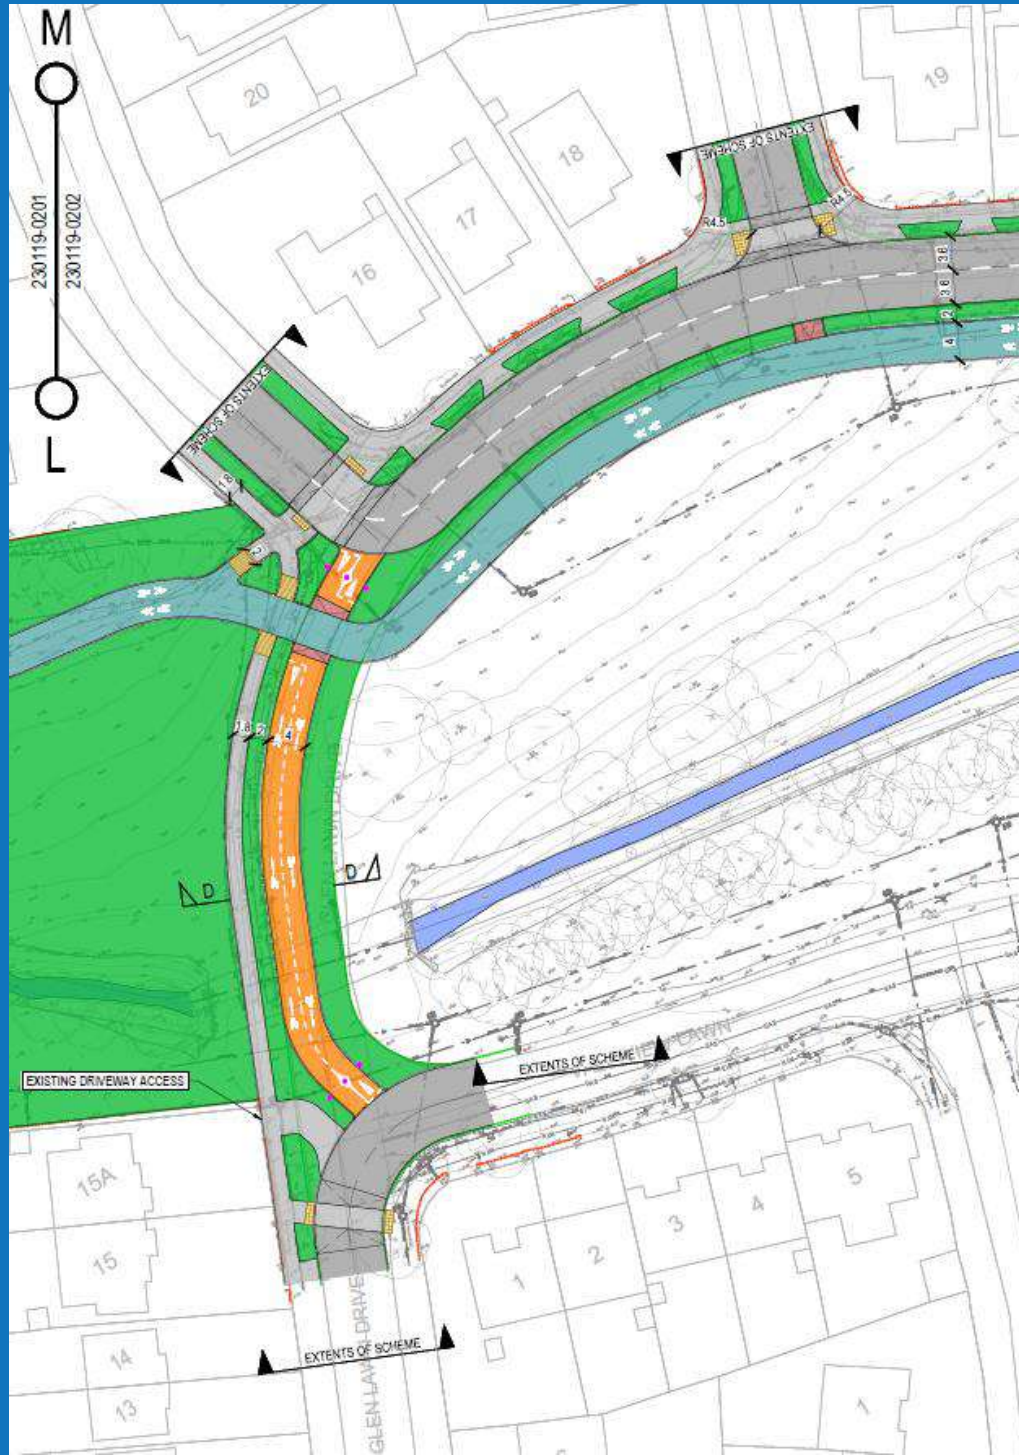 M
230119-0201
230119-0202
L
20
19
18
17
16
EXTENTS OF SCHEME
R4.5
R4.5
3.6
3.6
2
4
EXTENTS OF SCHEME
1.8
2
1.8
2
4
D
D
EXTENTS OF SCHEME
EXISTING DRIVEWAY ACCESS
15A
15
14
13
1
2
3
4
5
1
EXTENTS OF SCHEME
GLEN LAWN DRIVE